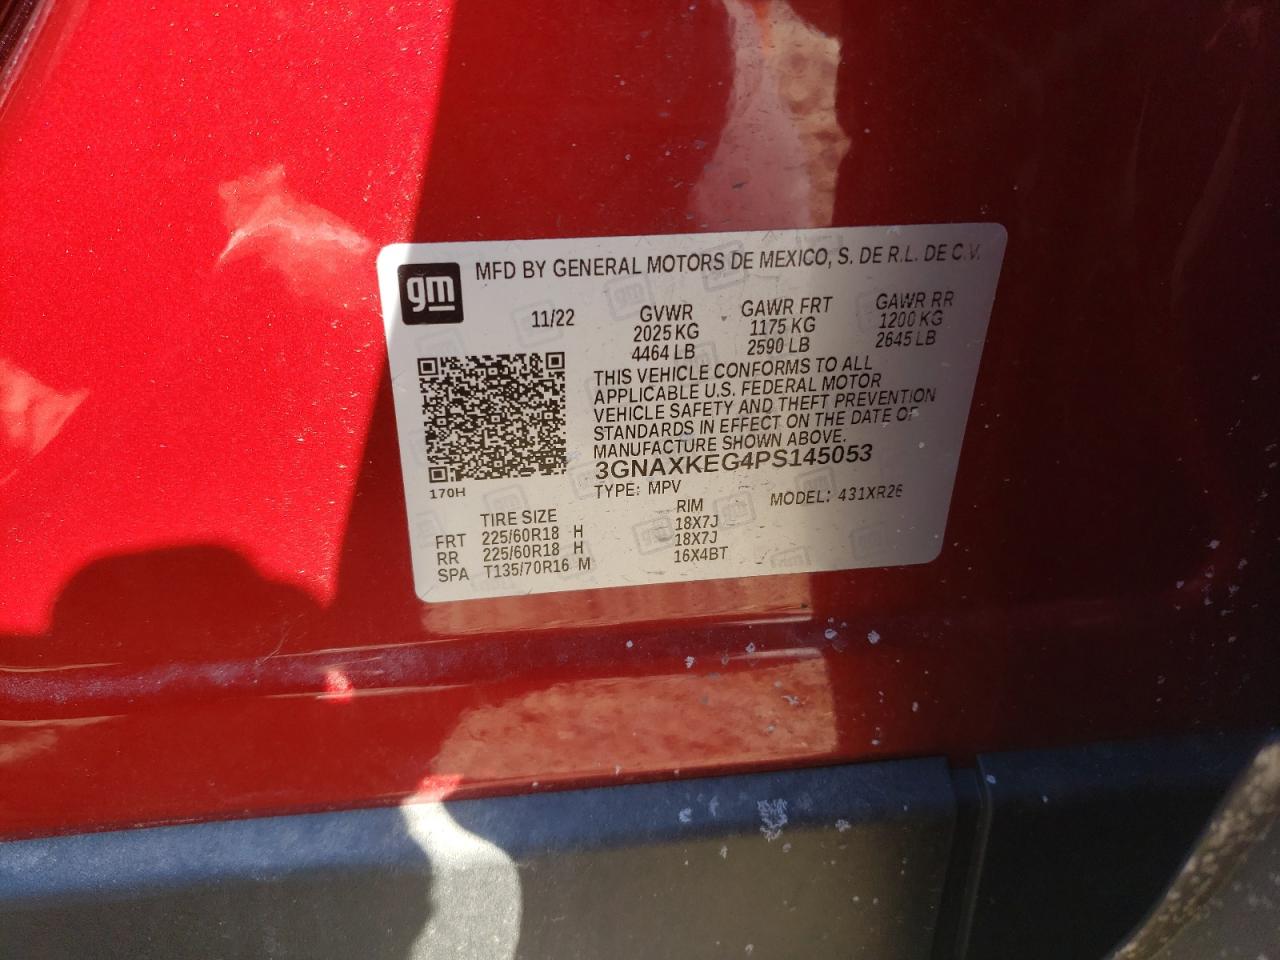 gm
MFD BY GENERAL MOTORS DE MEXICO, S. DE R.L. DE C.V.
11/22 GVWR GAWR FRT GAWR RR
2025 KG 1175 KG 1200 KG
4464 LB 2590 LB 2645 LB
THIS VEHICLE CONFORMS TO ALL
APPLICABLE U.S. FEDERAL MOTOR
VEHICLE SAFETY AND THEFT PREVENTION
STANDARDS IN EFFECT ON THE DATE OF
MANUFACTURE SHOWN ABOVE.
3GNAXKEG4PS145053
170H
TYPE: MPV MODEL: 431XR26
TIRE SIZE RIM
FRT 225/60R18 H 18X7J
RR 225/60R18 H 18X7J
SPA T135/70R16 M 16X4BT